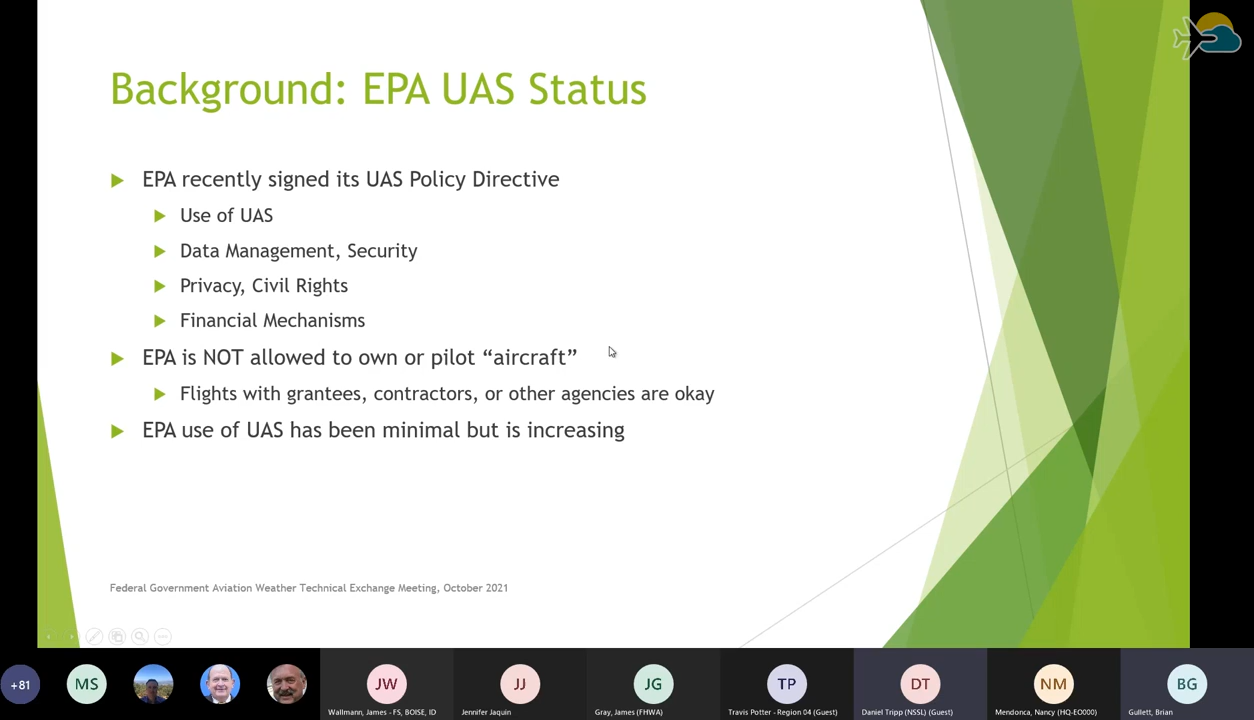 Background: EPA UAS Status
EPA recently signed its UAS Policy Directive
Use of UAS
Data Management, Security
Privacy, Civil Rights
Financial Mechanisms
EPA is NOT allowed to own or pilot “aircraft”
Flights with grantees, contractors, or other agencies are okay
EPA use of UAS has been minimal but is increasing
Federal Government Aviation Weather Technical Exchange Meeting, October 2021
+81
MS
JW
JJ
JG
TP
DT
NM
BG
Wallmann, James - FS, BOISE, ID
Jennifer Jaquin
Gray, James (FHWA)
Travis Potter - Region 04 (Guest)
Daniel Tripp (NSSL) (Guest)
Mendonca, Nancy (HQ-EO000)
Gullett, Brian